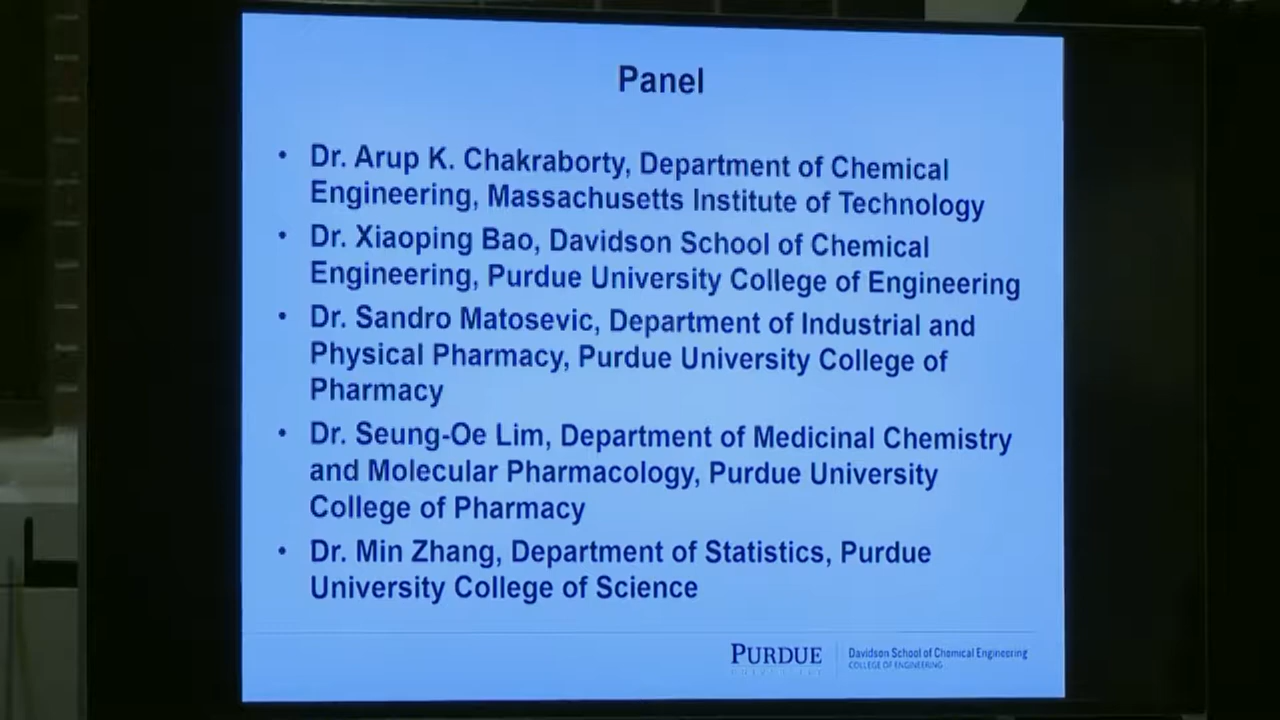 Panel
• Dr. Arup K. Chakraborty, Department of Chemical
Engineering, Massachusetts Institute of Technology
• Dr. Xiaoping Bao, Davidson School of Chemical
Engineering, Purdue University College of Engineering
• Dr. Sandro Matosevic, Department of Industrial and
Physical Pharmacy, Purdue University College of
Pharmacy
• Dr. Seung-Oe Lim, Department of Medicinal Chemistry
and Molecular Pharmacology, Purdue University
College of Pharmacy
• Dr. Min Zhang, Department of Statistics, Purdue
University College of Science
PURDUE
UNIVERSITY
Davidson School of Chemical Engineering
COLLEGE OF ENGINEERING